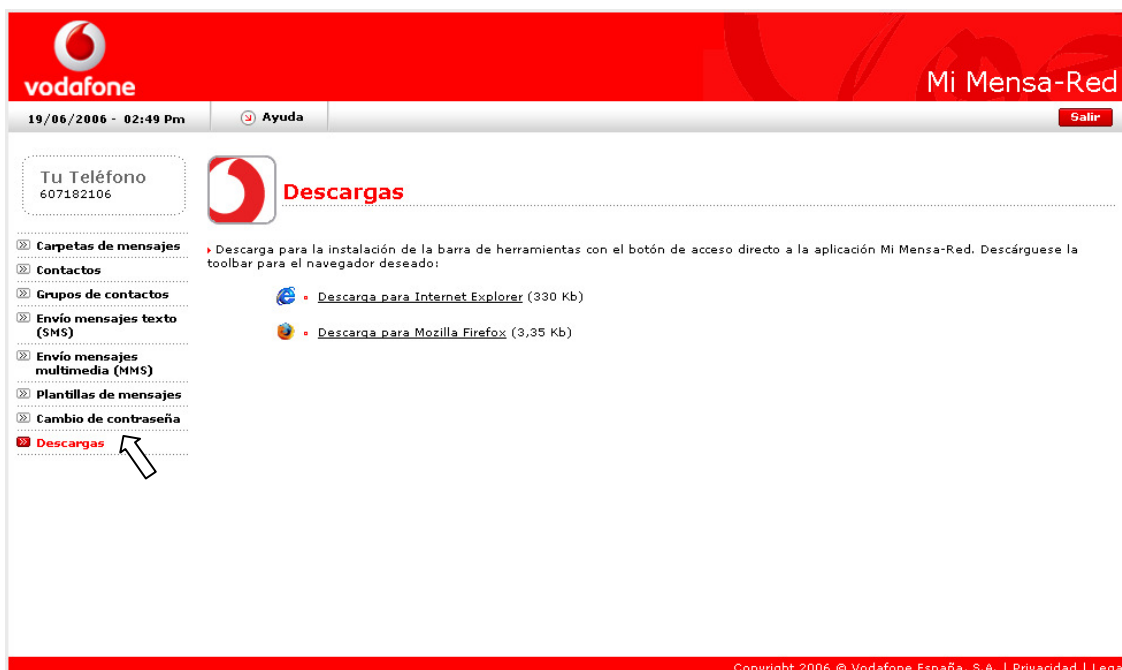 vodafone
Mi Mensa-Red
19/06/2006 - 02:49 Pm
Ayuda
Salir
Tu Teléfono
607182106
Descargas
Carpetas de mensajes
Contactos
Grupos de contactos
Envío mensajes texto
(SMS)
Envío mensajes
multimedia (MMS)
Plantillas de mensajes
Cambio de contraseña
Descargas
Descarga para la instalación de la barra de herramientas con el botón de acceso directo a la aplicación Mi Mensa-Red. Descárguese la
toolbar para el navegador deseado:
Descarga para Internet Explorer (330 Kb)
Descarga para Mozilla Firefox (3,35 Kb)
Copyright 2006 © Vodafone España, S.A. | Privacidad | Lega